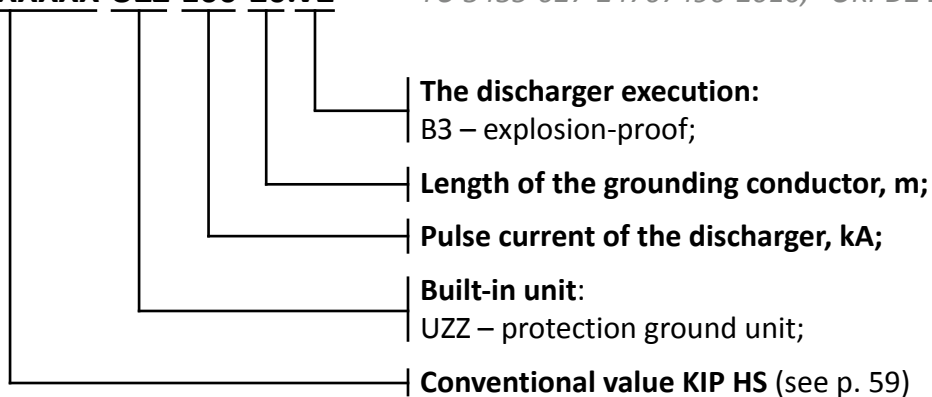 The discharger execution:
B3 – explosion-proof;
Length of the grounding conductor, m;
Pulse current of the discharger, kA;
Built-in unit:
UZZ – protection ground unit;
Conventional value KIP HS (see p. 59)